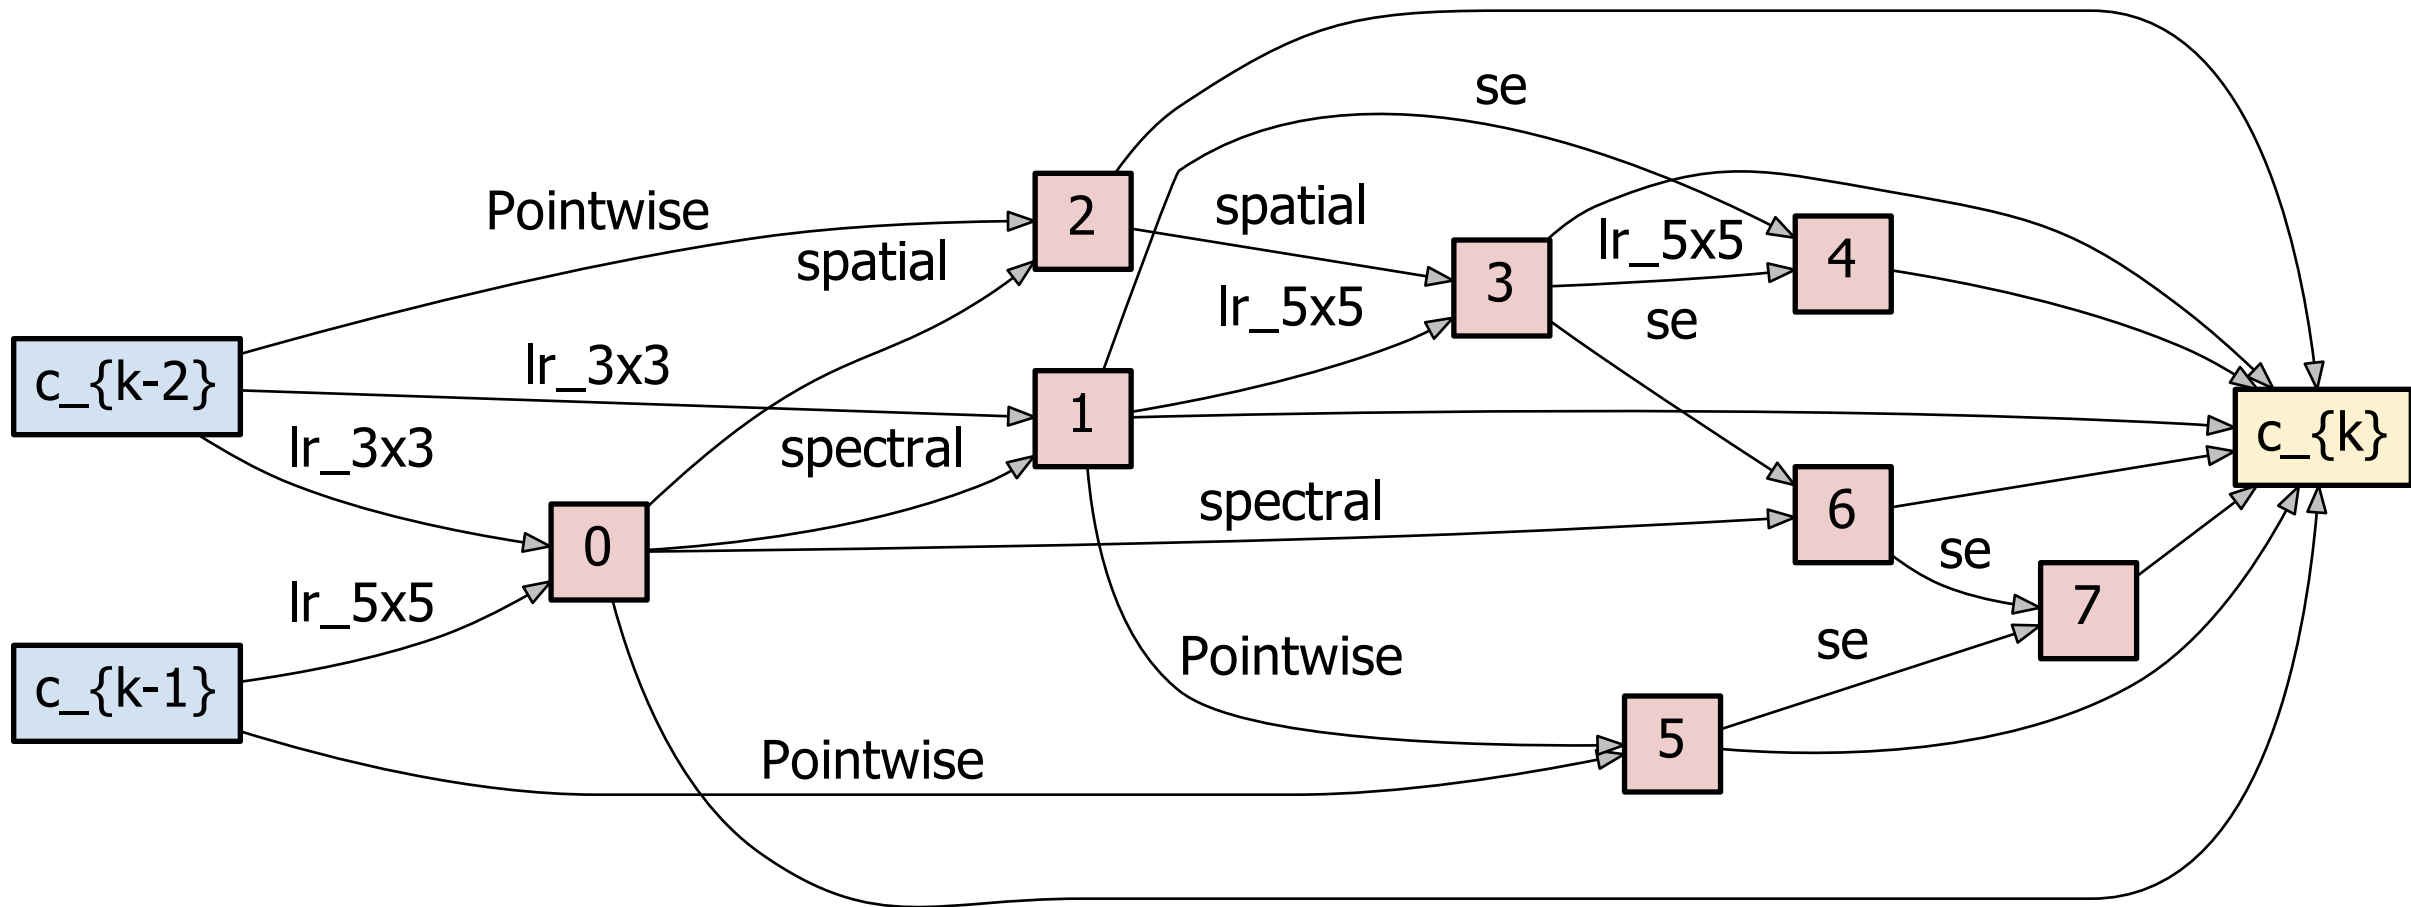 se
Pointwise
spatial
2
spatial
lr_5x5
4
3
lr_5x5
se
lr_3x3
c_{k-2}
1
c_{k}
lr_3x3
spectral
spectral
6
0
se
lr_5x5
7
se
Pointwise
c_{k-1}
5
Pointwise